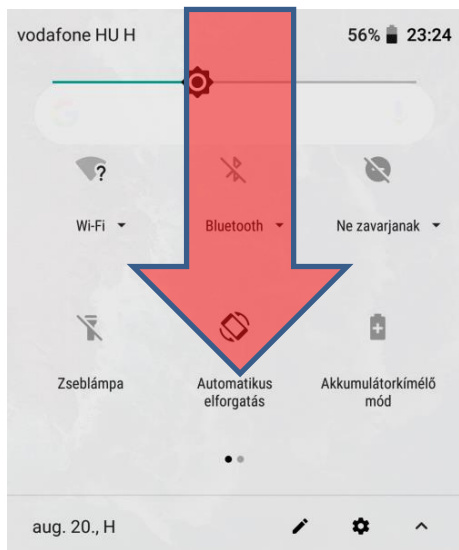 vodafone HU H 56% 23:24
Wi-Fi Bluetooth Ne zavarjanak
Zseblámpa Automatikus elforgatás Akkumulátorkímélő mód
aug. 20., H